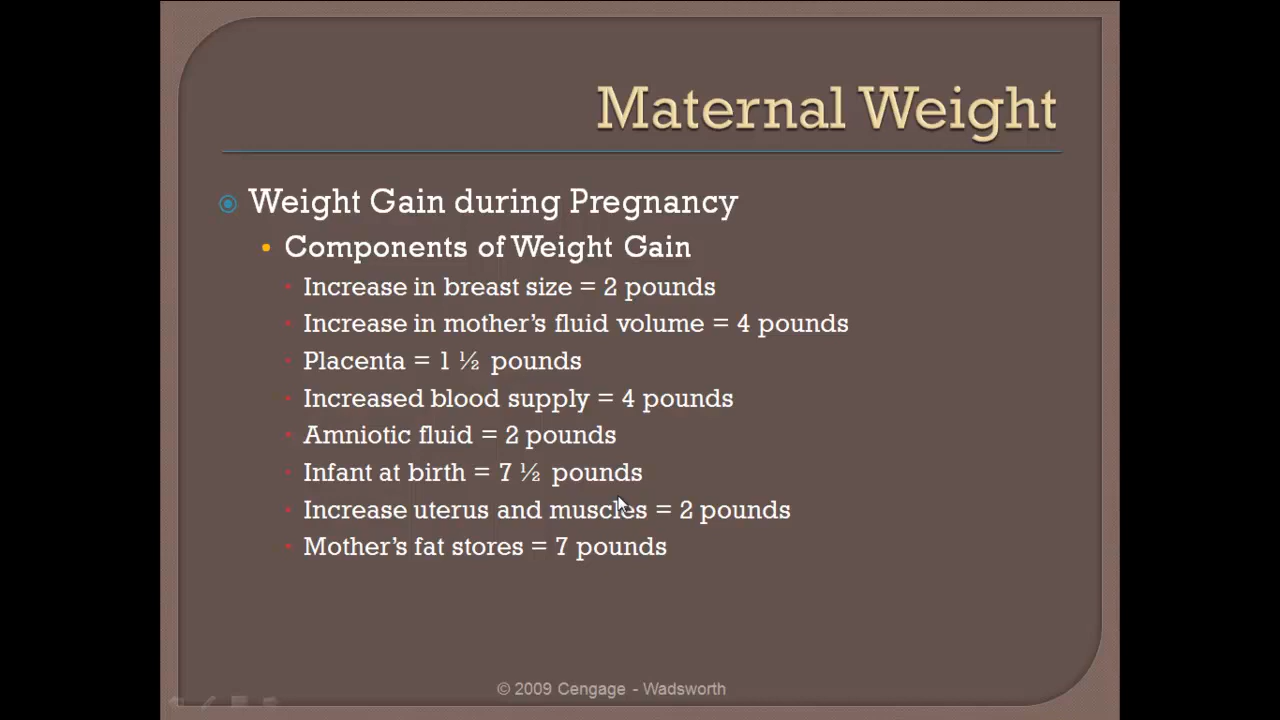 Maternal Weight
Weight Gain during Pregnancy
Components of Weight Gain
Increase in breast size = 2 pounds
Increase in mother's fluid volume = 4 pounds
Placenta = 1 ½ pounds
Increased blood supply = 4 pounds
Amniotic fluid = 2 pounds
Infant at birth = 7 ½ pounds
Increase uterus and muscles = 2 pounds
Mother's fat stores = 7 pounds
© 2009 Cengage - Wadsworth